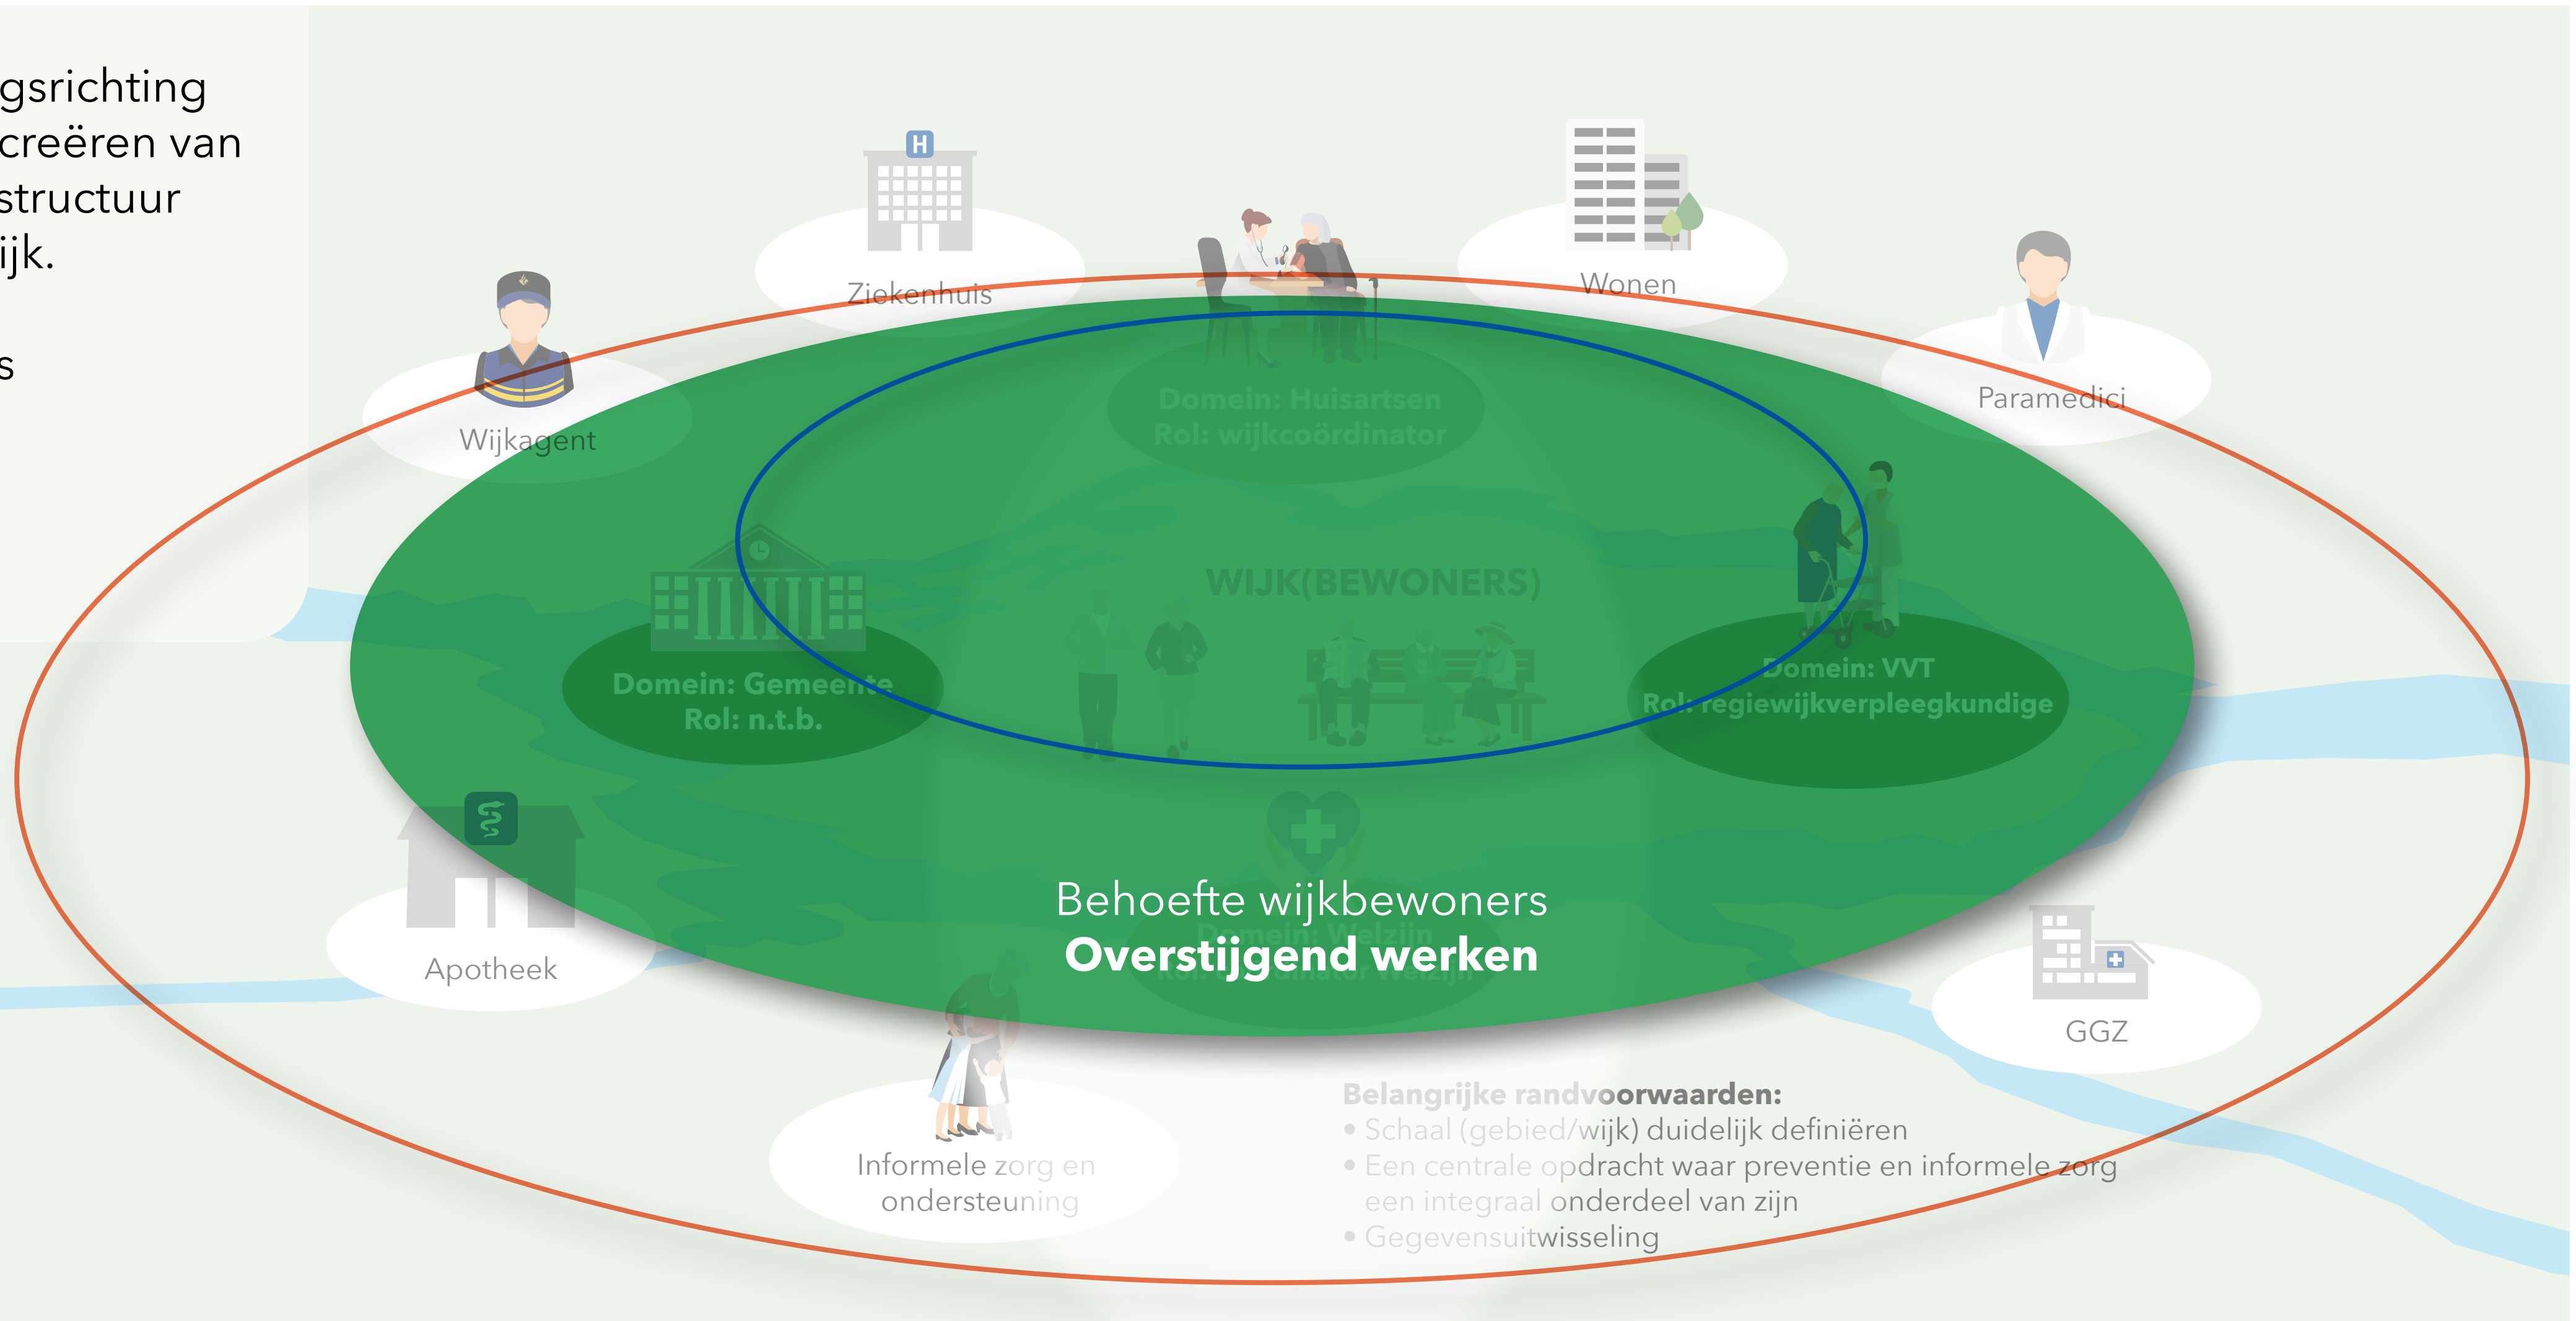 gsrichting
creëren van
structuur
ijk.
s
H
Ziekenhuis
Wonen
Wijkagent
Paramedici
Domein: Huisartsen
Rol: wijkcoördinator
WIJK(BEWONERS)
Domein: Gemeente
Rol: n.t.b.
Domein: VVT
Rol: regiewijkverpleegkundige
Behoefte wijkbewoners
Domein: Welzijn
Overstijgend werken
Apotheek
GGZ
Informele zorg en
ondersteuning
Belangrijke randvoorwaarden:
• Schaal (gebied/wijk) duidelijk definiëren
• Een centrale opdracht waar preventie en informele zorg
een integraal onderdeel van zijn
• Gegevensuitwisseling